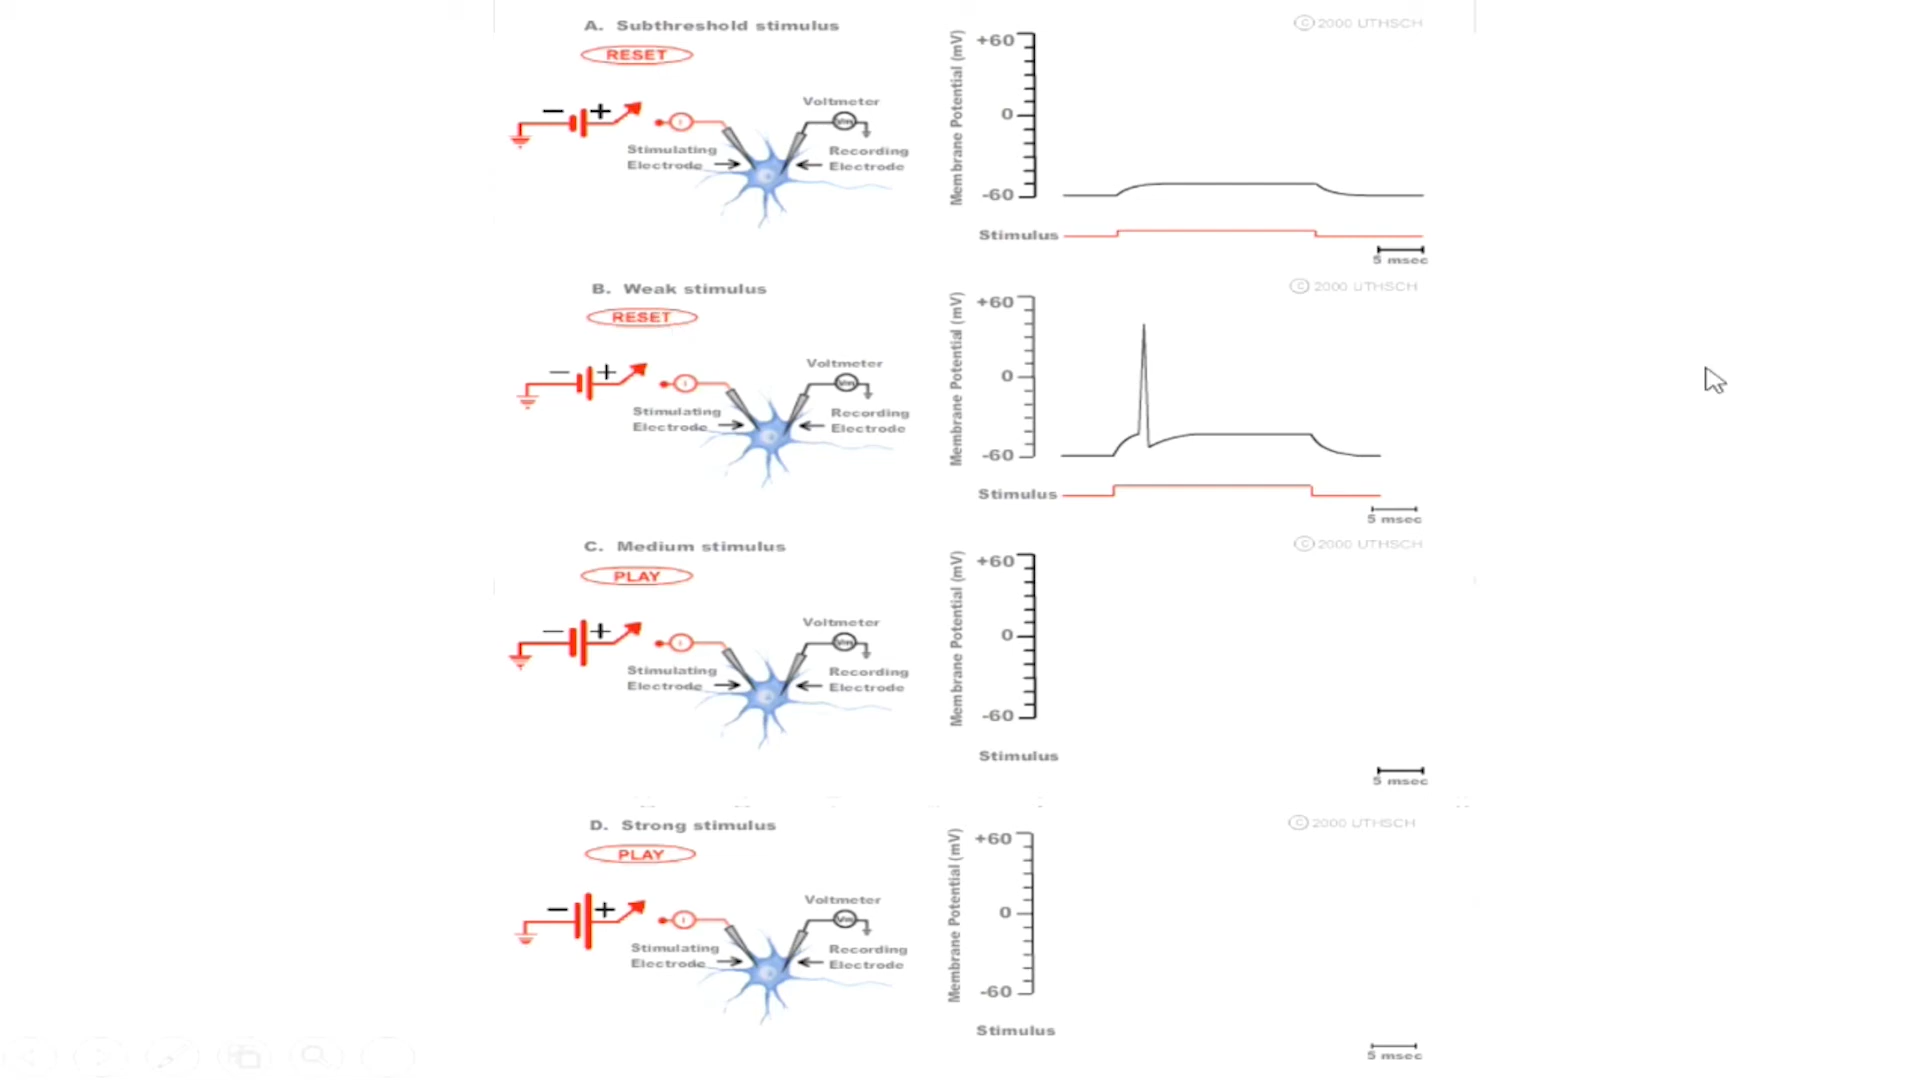 A. Subthreshold stimulus
RESET
− +
Voltmeter
Vm
Stimulating
Electrode
Recording
Electrode
© 2000 UTHSCH
Membrane Potential (mV)
+60
0
-60
Stimulus
5 msec
B. Weak stimulus
RESET
− +
Voltmeter
Vm
Stimulating
Electrode
Recording
Electrode
© 2000 UTHSCH
Membrane Potential (mV)
+60
0
-60
Stimulus
5 msec
C. Medium stimulus
PLAY
− +
Voltmeter
Vm
Stimulating
Electrode
Recording
Electrode
© 2000 UTHSCH
Membrane Potential (mV)
+60
0
-60
Stimulus
5 msec
D. Strong stimulus
PLAY
− +
Voltmeter
Vm
Stimulating
Electrode
Recording
Electrode
© 2000 UTHSCH
Membrane Potential (mV)
+60
0
-60
Stimulus
5 msec